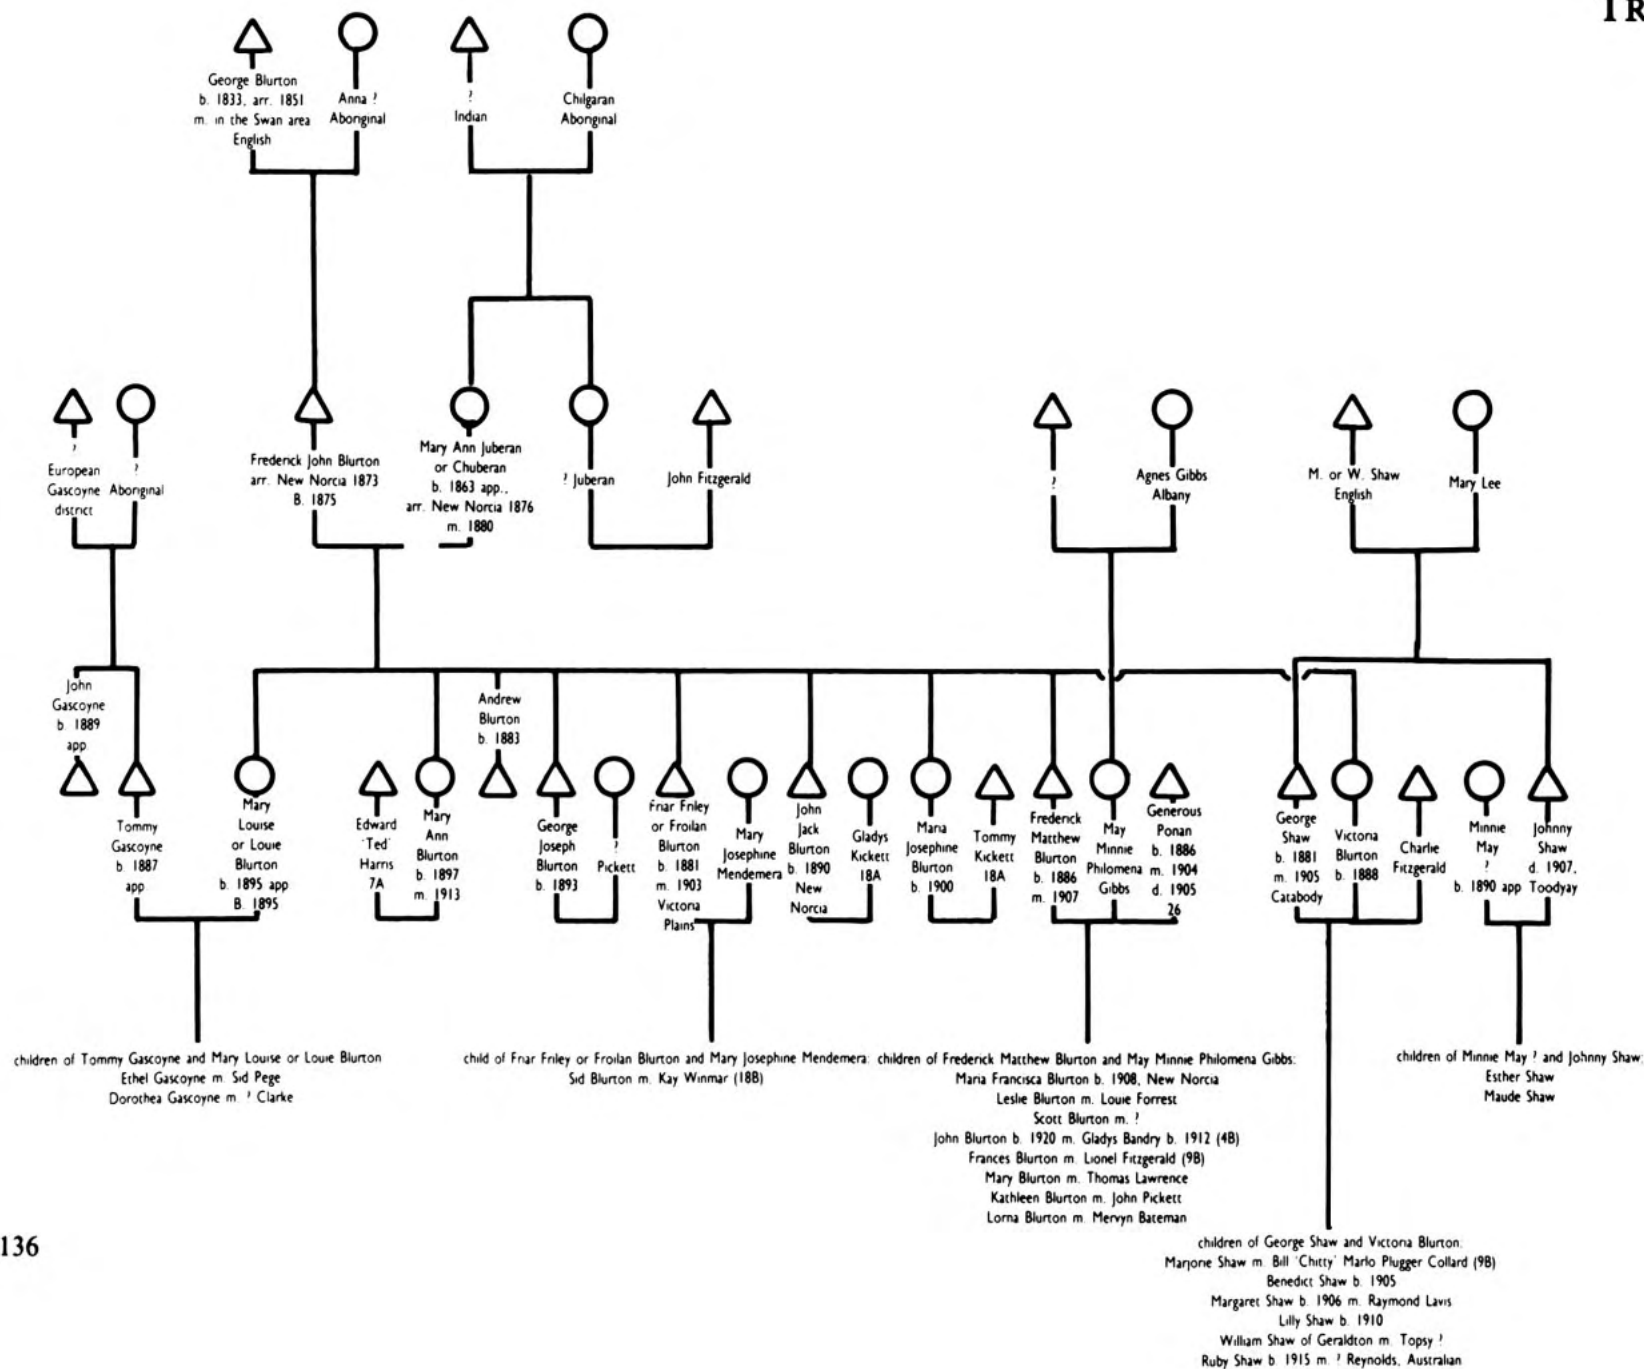 TR
George Blurton
b. 1833, arr. 1851
m. in the Swan area
English
Anna ?
Aboriginal
?
Indian
Chilgaran
Aboriginal
?
European
Gascoyne
district
?
Aboriginal
Frederick John Blurton
arr. New Norcia 1873
B. 1875
Mary Ann Juberan
or Chuberan
b. 1863 app.,
arr. New Norcia 1876
m. 1880
? Juberan
John Fitzgerald
?
Agnes Gibbs
Albany
M. or W. Shaw
English
Mary Lee
John
Gascoyne
b. 1889
app
Tommy
Gascoyne
b. 1887
app
Mary
Louise
or Louie
Blurton
b. 1895 app
B. 1895
Edward
'Ted'
Harris
7A
Mary
Ann
Blurton
b. 1897
m. 1913
Andrew
Blurton
b. 1883
George
Joseph
Blurton
b. 1893
?
Pickett
Friar Friley
or Froilan
Blurton
b. 1881
m. 1903
Victoria
Plains
Mary
Josephine
Mendemera
John
Jack
Blurton
b. 1890
New
Norcia
Gladys
Kickett
18A
Maria
Josephine
Blurton
b. 1900
Tommy
Kickett
18A
Frederick
Matthew
Blurton
b. 1886
m. 1907
May
Minnie
Philomena
Gibbs
Generous
Ponan
b. 1886
m. 1904
d. 1905
26
George
Shaw
b. 1881
m. 1905
Catabody
Victoria
Blurton
b. 1888
Charlie
Fitzgerald
Minnie
May
?
b. 1890 app
Johnny
Shaw
d. 1907,
Toodyay
children of Tommy Gascoyne and Mary Louise or Louie Blurton
Ethel Gascoyne m. Sid Pege
Dorothea Gascoyne m. ? Clarke
child of Friar Friley or Froilan Blurton and Mary Josephine Mendemera:
Sid Blurton m. Kay Winmar (18B)
children of Frederick Matthew Blurton and May Minnie Philomena Gibbs:
Maria Francisca Blurton b. 1908, New Norcia
Leslie Blurton m. Louie Forrest
Scott Blurton m. ?
John Blurton b. 1920 m. Gladys Bandry b. 1912 (4B)
Frances Blurton m. Lionel Fitzgerald (9B)
Mary Blurton m. Thomas Lawrence
Kathleen Blurton m. John Pickett
Lorna Blurton m. Mervyn Bateman
children of Minnie May ? and Johnny Shaw:
Esther Shaw
Maude Shaw
children of George Shaw and Victoria Blurton:
Marjorie Shaw m. Bill 'Chitty' Marlo Plugger Collard (9B)
Benedict Shaw b. 1905
Margaret Shaw b. 1906 m. Raymond Lavis
Lilly Shaw b. 1910
William Shaw of Geraldton m. Topsy ?
Ruby Shaw b. 1915 m. ? Reynolds, Australian
136